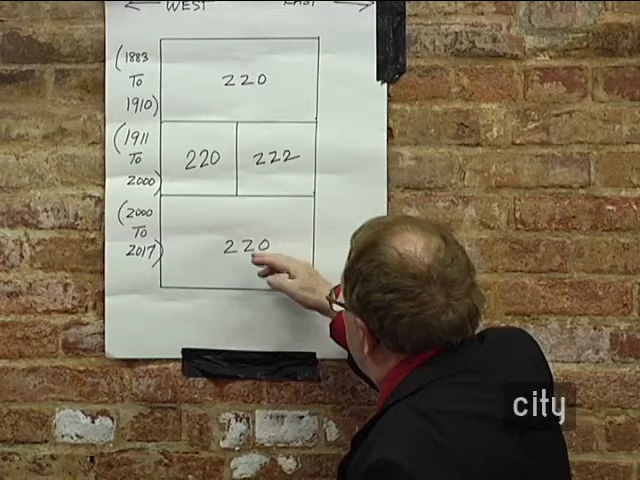 ← WEST EAST →
(1883
TO
1910)
220
(1911
TO
2000)
220 222
(2000
TO
2017)
220
city